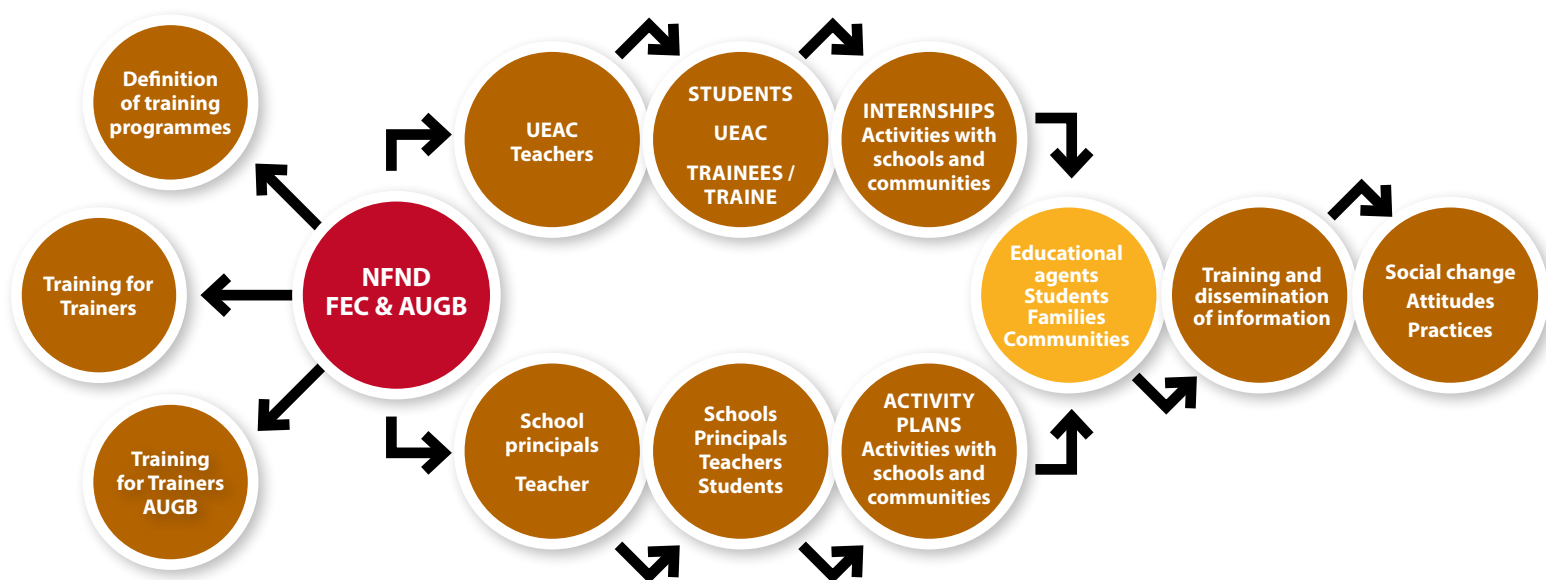 Definition
of training
programmes
Training for
Trainers
Training
for Trainers
AUGB
NFND
FEC & AUGB
UEAC
Teachers
STUDENTS
UEAC
TRAINEES /
TRAINE
INTERNSHIPS
Activities with
schools and
communities
School
principals
Teacher
Schools
Principals
Teachers
Students
ACTIVITY
PLANS
Activities with
schools and
communities
Educational
agents
Students
Families
Communities
Training and
dissemination
of information
Social change
Attitudes
Practices